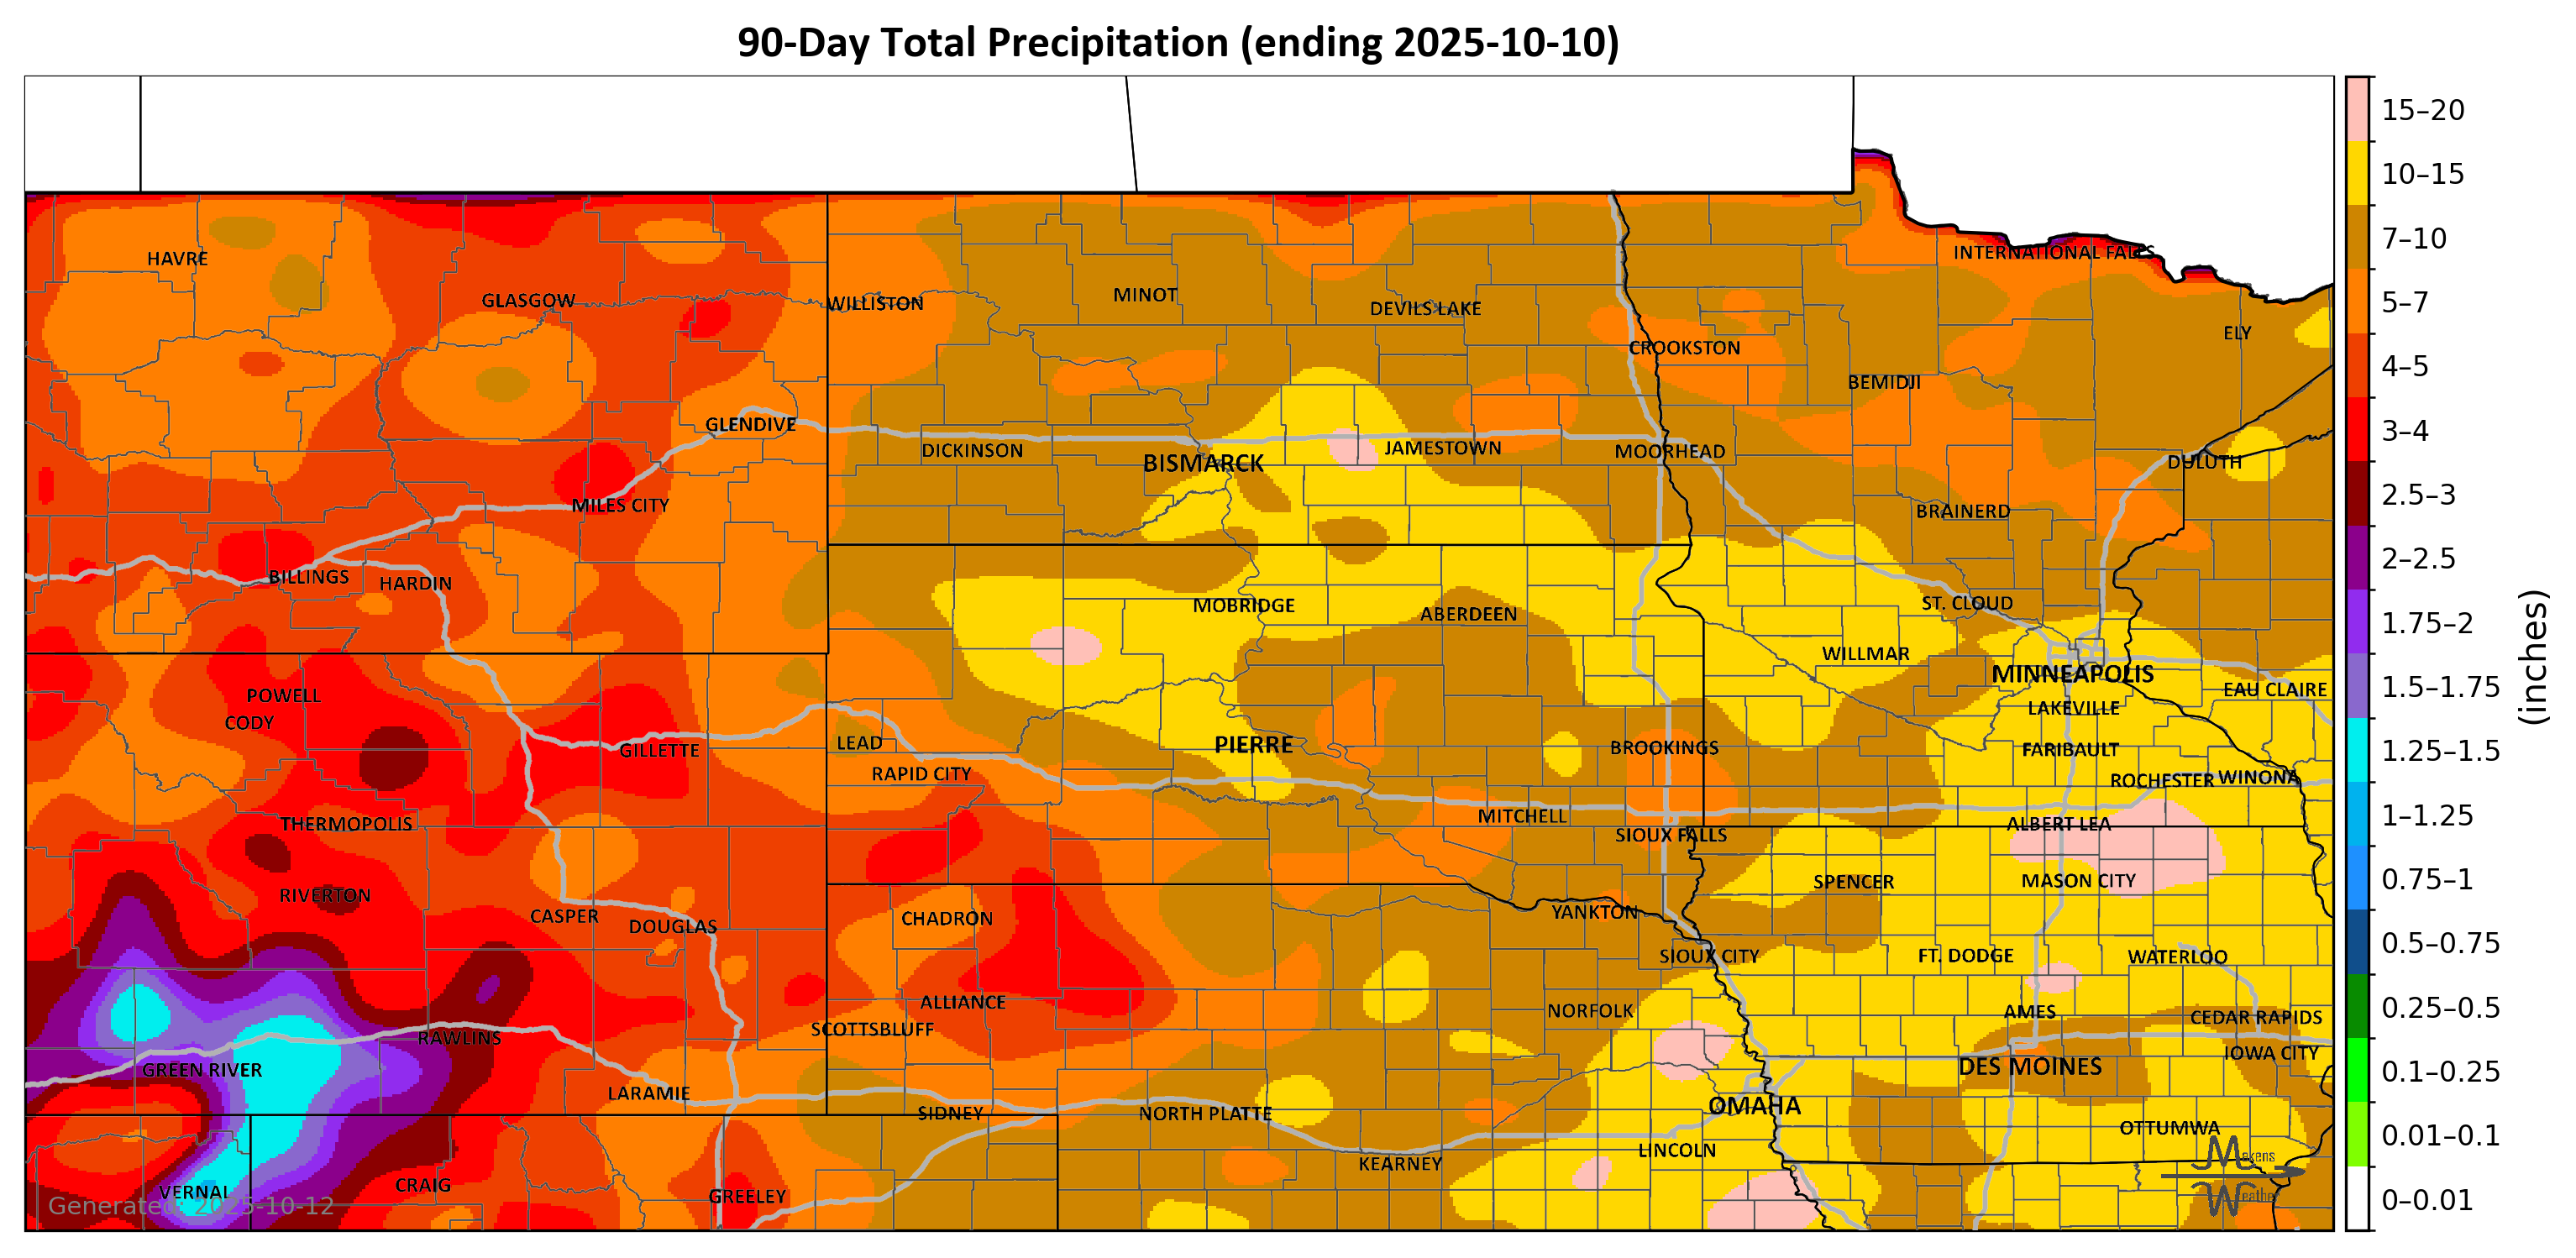 90-Day Total Precipitation (ending 2025-10-10)
15–20
10–15
7–10
5–7
4–5
3–4
2.5–3
2–2.5
1.75–2
1.5–1.75
1.25–1.5
1–1.25
0.75–1
0.5–0.75
0.25–0.5
0.1–0.25
0.01–0.1
0–0.01
(inches)
INTERNATIONAL FALLS
HAVRE
GLASGOW
WILLISTON
MINOT
DEVILS LAKE
ELY
CROOKSTON
BEMIDJI
GLENDIVE
DICKINSON
BISMARCK
JAMESTOWN
MOORHEAD
DULUTH
MILES CITY
BRAINERD
BILLINGS
HARDIN
MOBRIDGE
ABERDEEN
ST. CLOUD
WILLMAR
MINNEAPOLIS
EAU CLAIRE
POWELL
CODY
LAKEVILLE
GILLETTE
LEAD
PIERRE
BROOKINGS
FARIBAULT
RAPID CITY
ROCHESTER
WINONA
THERMOPOLIS
MITCHELL
SIOUX FALLS
ALBERT LEA
RIVERTON
SPENCER
MASON CITY
CASPER
DOUGLAS
CHADRON
YANKTON
SIOUX CITY
FT. DODGE
WATERLOO
ALLIANCE
NORFOLK
AMES
CEDAR RAPIDS
SCOTTSBLUFF
RAWLINS
IOWA CITY
GREEN RIVER
DES MOINES
LARAMIE
SIDNEY
NORTH PLATTE
OMAHA
OTTUMWA
LINCOLN
KEARNEY
VERNAL
CRAIG
GREELEY
Makens
Weather
Generated: 2025-10-12